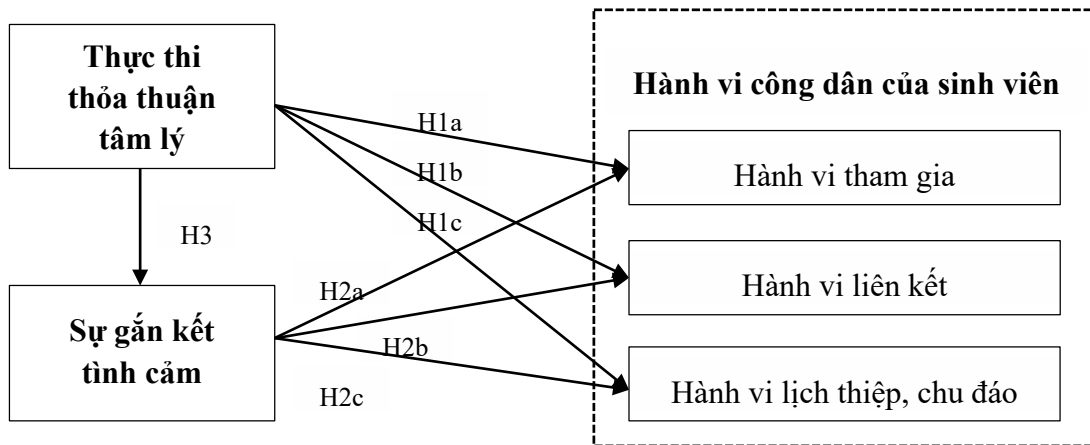 Thực thi
thỏa thuận
tâm lý
Hành vi công dân của sinh viên
H1a
Hành vi tham gia
H1b
H1c
H3
H2a
Hành vi liên kết
Sự gắn kết
tình cảm
H2b
Hành vi lịch thiệp, chu đáo
H2c